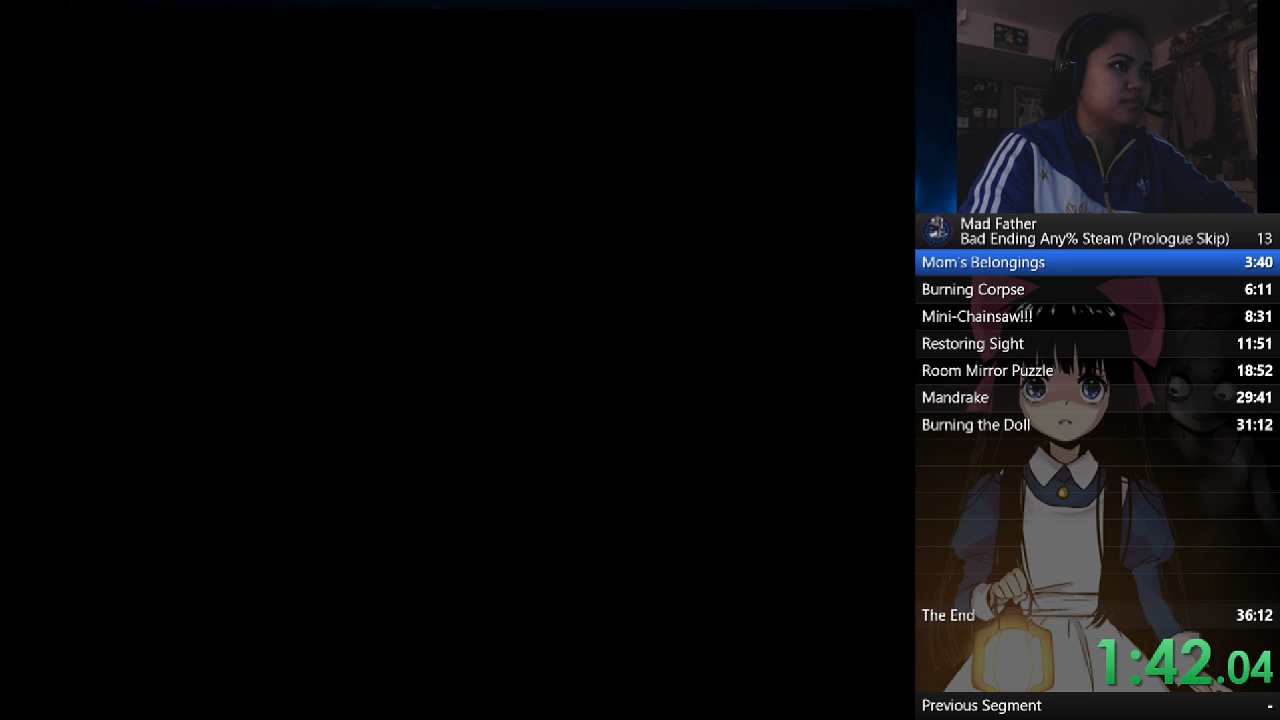 Mad Father
Bad Ending Any% Steam (Prologue Skip) 13
Mom's Belongings 3:40
Burning Corpse 6:11
Mini-Chainsaw!!! 8:31
Restoring Sight 11:51
Room Mirror Puzzle 18:52
Mandrake 29:41
Burning the Doll 31:12
The End 36:12
1:42.04
Previous Segment -